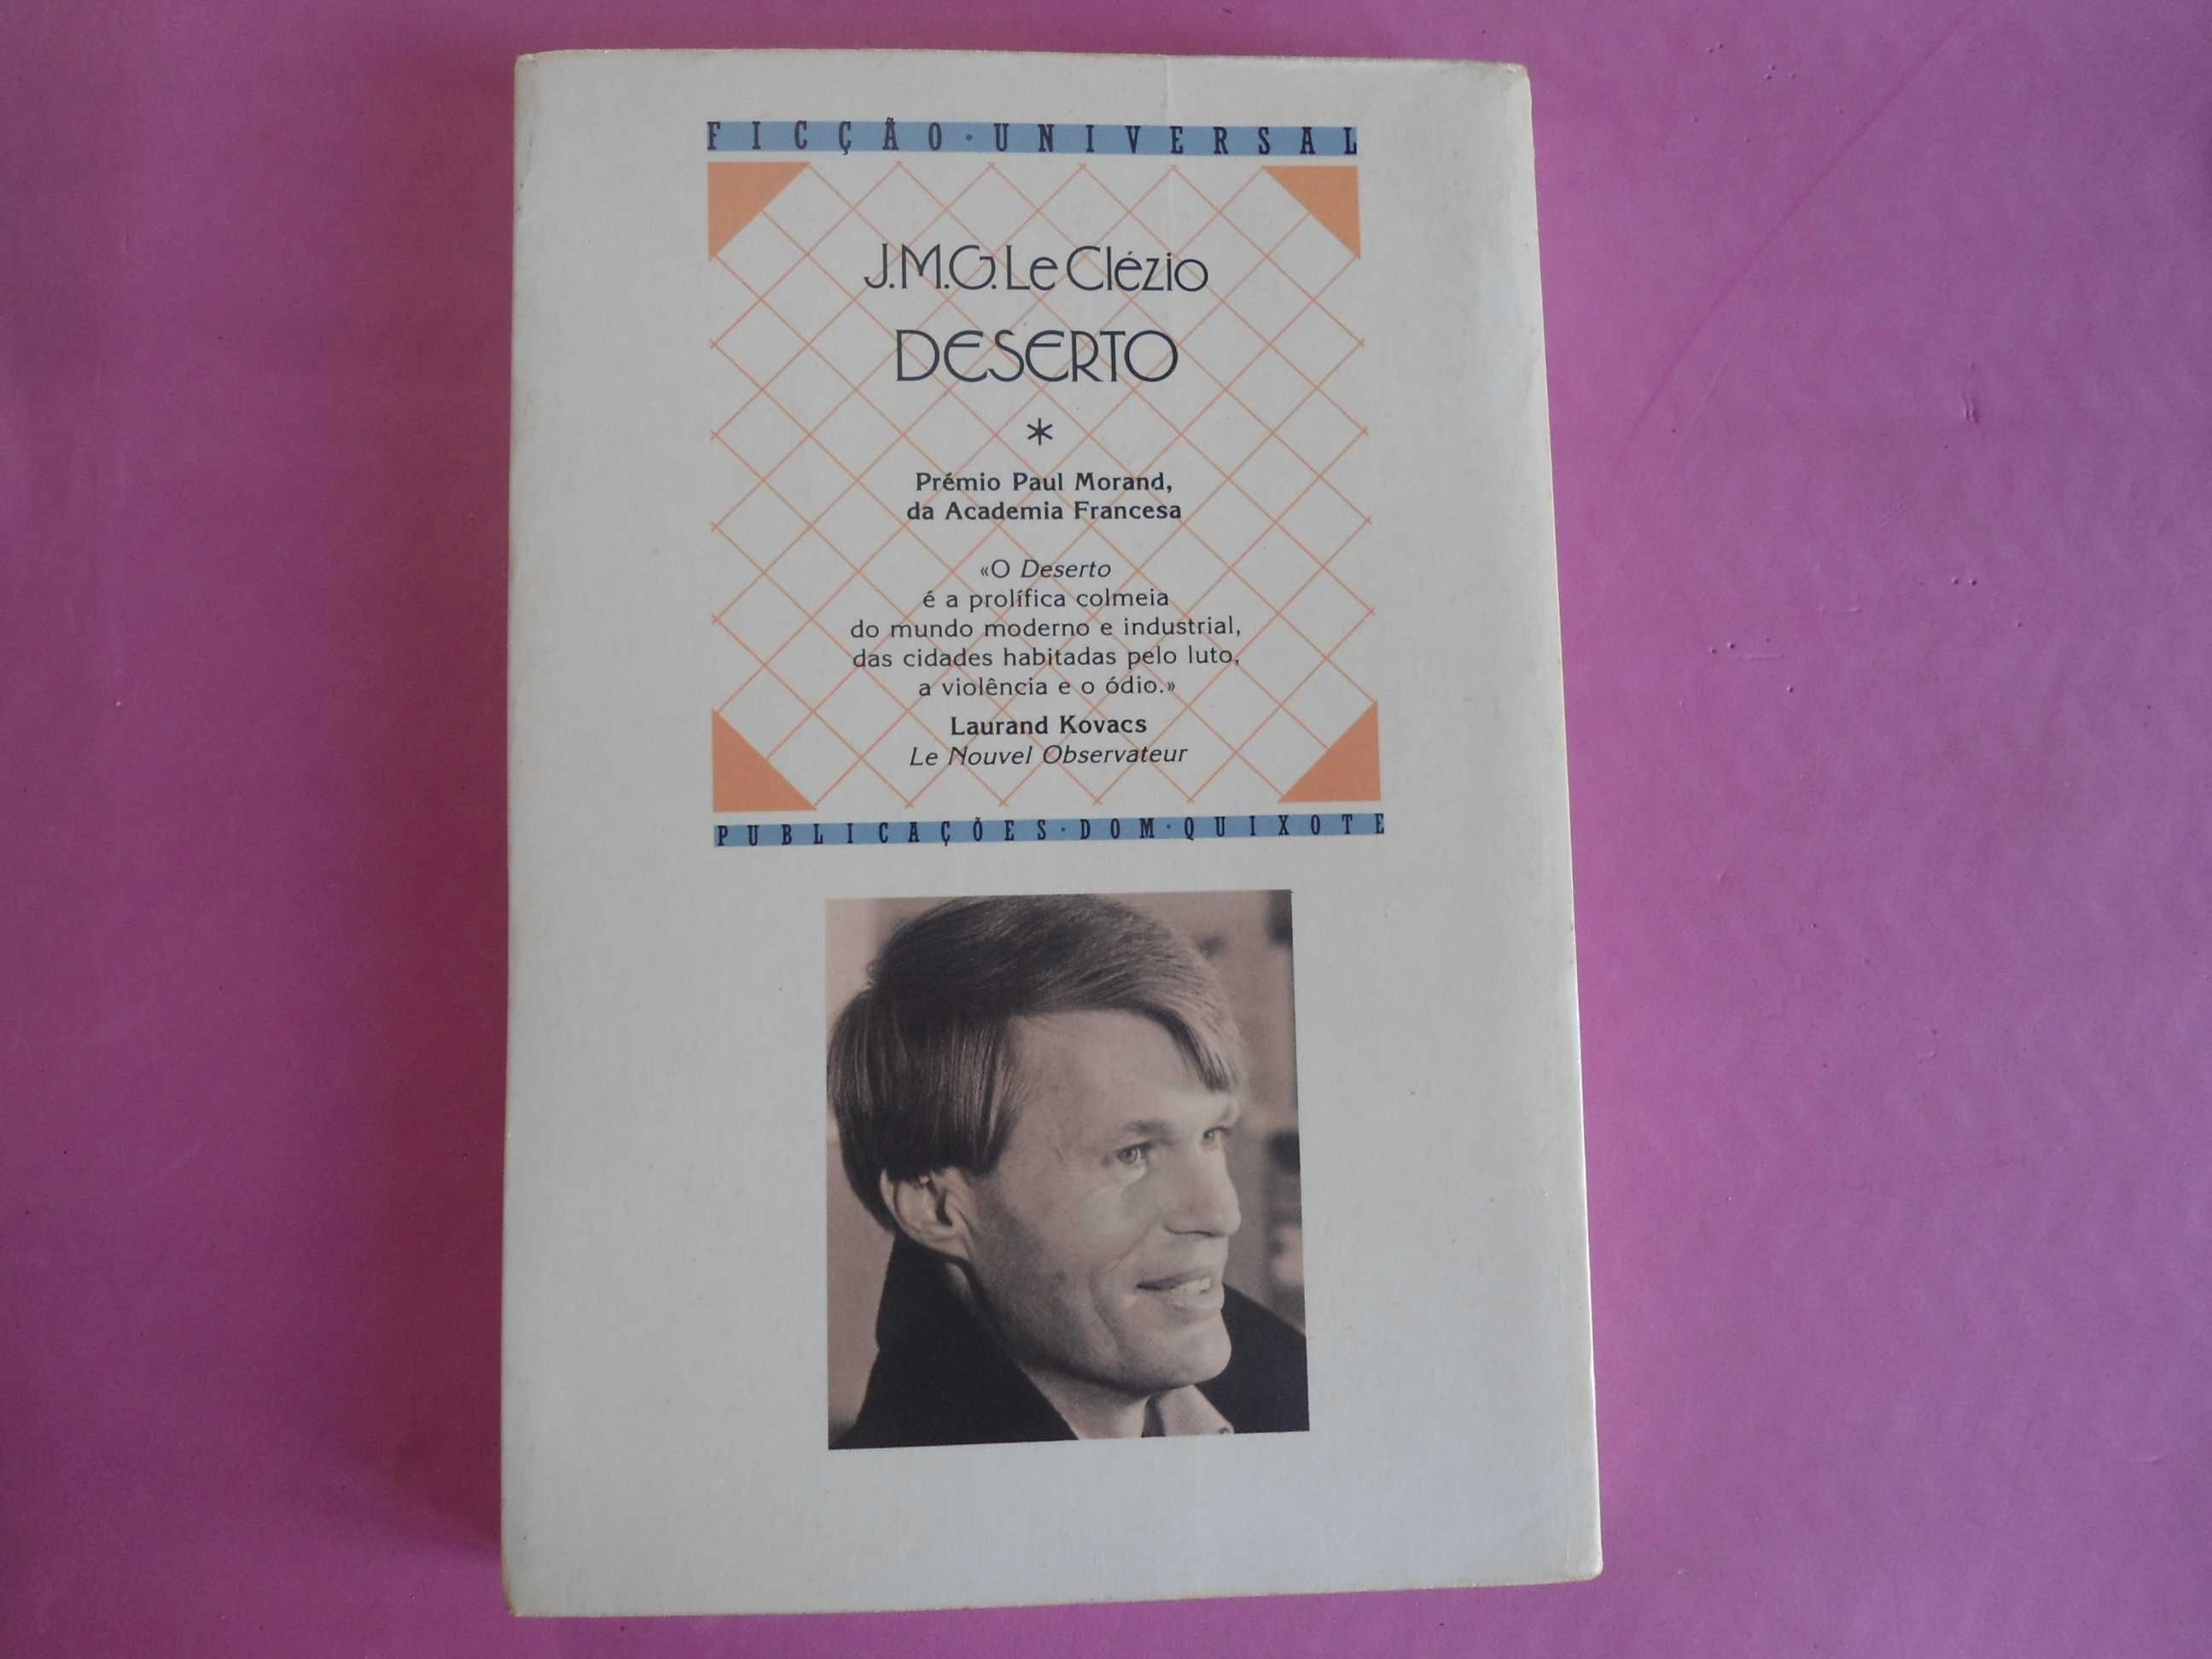 FICÇÃO·UNIVERSAL
J.M.G. Le Clézio
DESERTO
*
Prémio Paul Morand,
da Academia Francesa
«O Deserto
é a prolífica colmeia
do mundo moderno e industrial,
das cidades habitadas pelo luto,
a violência e o ódio.»
Laurand Kovacs
Le Nouvel Observateur
PUBLICAÇÕES·DOM·QUIXOTE